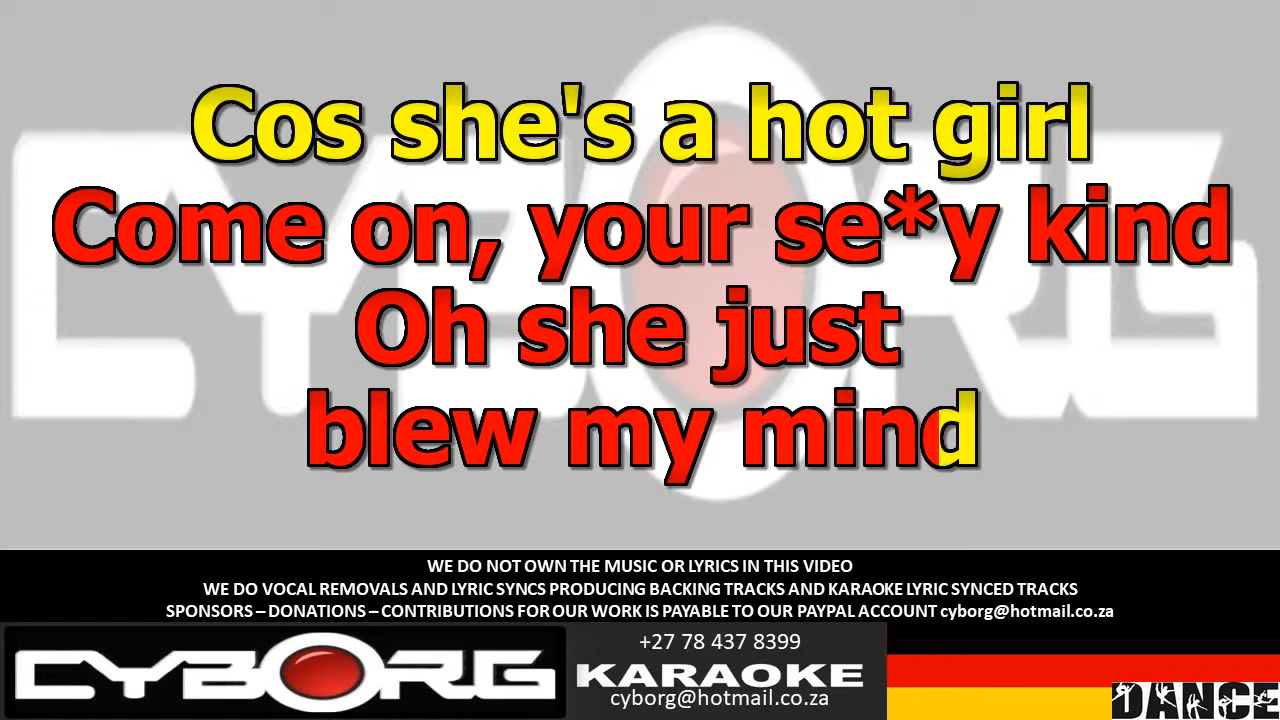 Cos she's a hot girl
Come on, your se*y kind
Oh she just
blew my mind
WE DO NOT OWN THE MUSIC OR LYRICS IN THIS VIDEO
WE DO VOCAL REMOVALS AND LYRIC SYNCS PRODUCING BACKING TRACKS AND KARAOKE LYRIC SYNCED TRACKS
SPONSORS – DONATIONS – CONTRIBUTIONS FOR OUR WORK IS PAYABLE TO OUR PAYPAL ACCOUNT cyborg@hotmail.co.za
CYBORG
+27 78 437 8399
KARAOKE
cyborg@hotmail.co.za
DANCE
CYBORG